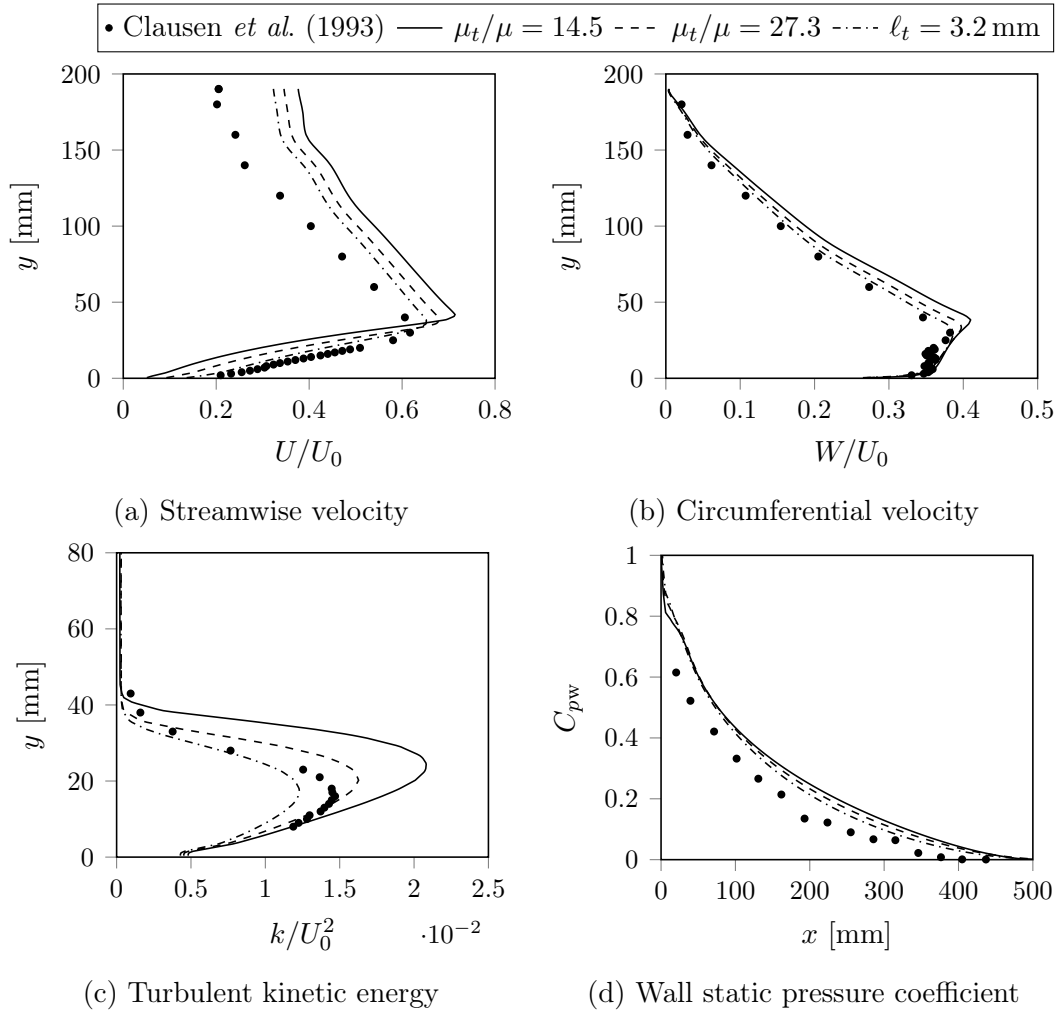 Clausen et al. (1993) μt/μ = 14.5 μt/μ = 27.3 ℓt = 3.2 mm
200
150
100
50
0
y [mm]
0 0.2 0.4 0.6 0.8
U/U0
(a) Streamwise velocity
200
150
100
50
0
y [mm]
0 0.1 0.2 0.3 0.4 0.5
W/U0
(b) Circumferential velocity
80
60
40
20
0
y [mm]
0 0.5 1 1.5 2 2.5
k/U0^2 ·10^−2
(c) Turbulent kinetic energy
1
0.8
0.6
0.4
0.2
0
Cpw
0 100 200 300 400 500
x [mm]
(d) Wall static pressure coefficient